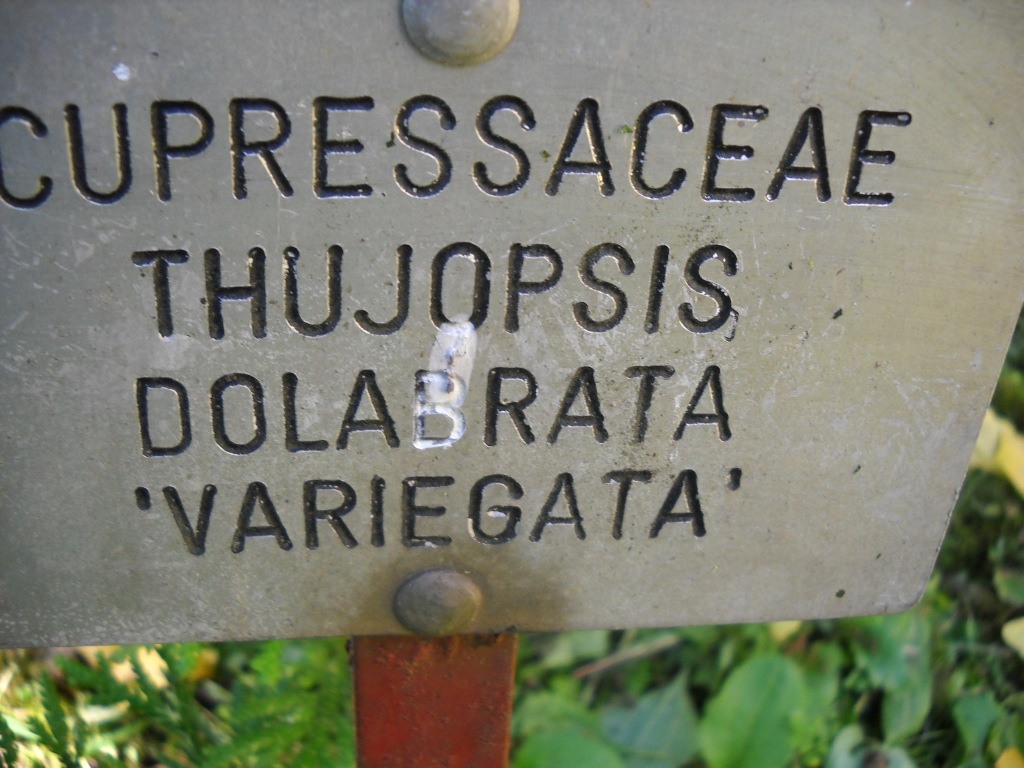 CUPRESSACEAE
THUJOPSIS
DOLABRATA
'VARIEGATA'